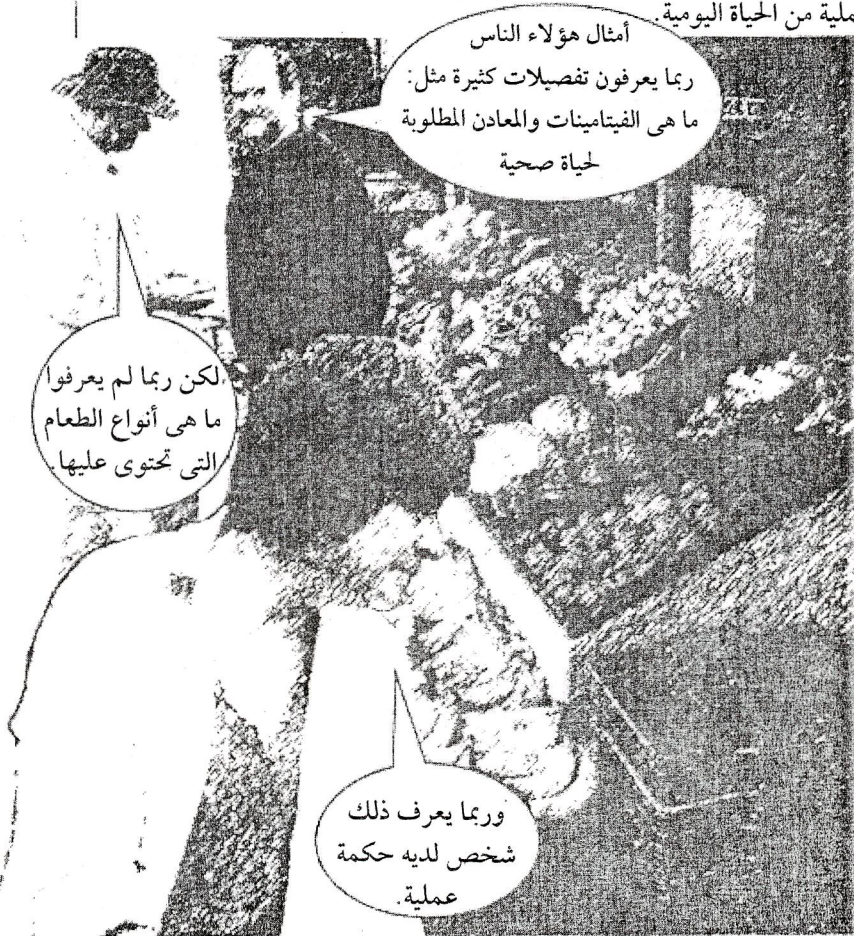 ملية من الحياة اليومية.
أمثال هؤلاء الناس
ربما يعرفون تفصيلات كثيرة مثل:
ما هى الفيتامينات والمعادن المطلوبة
لحياة صحية
لكن ربما لم يعرفوا
ما هى أنواع الطعام
التى تحتوى عليها.
وربما يعرف ذلك
شخص لديه حكمة
عملية.